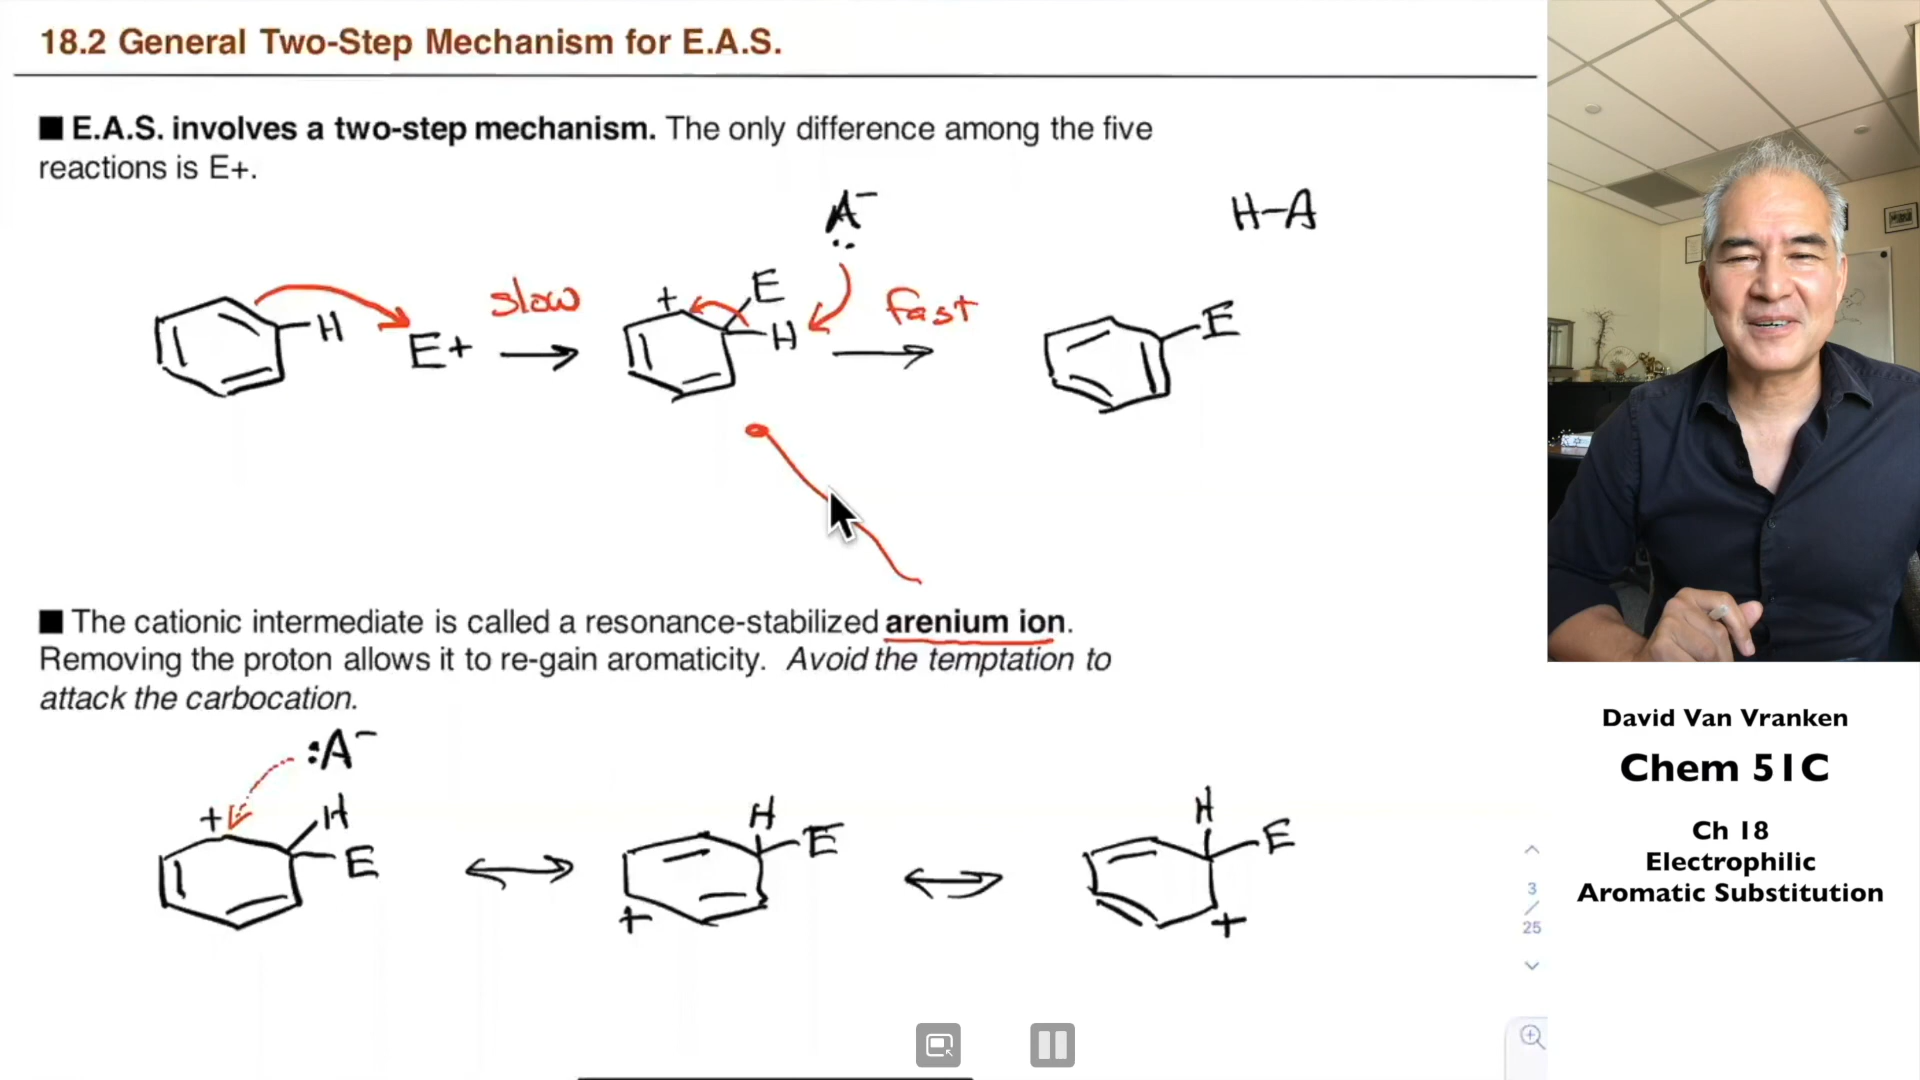 18.2 General Two-Step Mechanism for E.A.S.
■ E.A.S. involves a two-step mechanism. The only difference among the five
reactions is E+.
A⁻
H–A
H
E+
slow
+
E
H
fast
E
■ The cationic intermediate is called a resonance-stabilized arenium ion.
Removing the proton allows it to re-gain aromaticity. Avoid the temptation to
attack the carbocation.
:A⁻
+
H
E
H
E
+
H
E
+
3
/
25
David Van Vranken
Chem 51C
Ch 18
Electrophilic
Aromatic Substitution